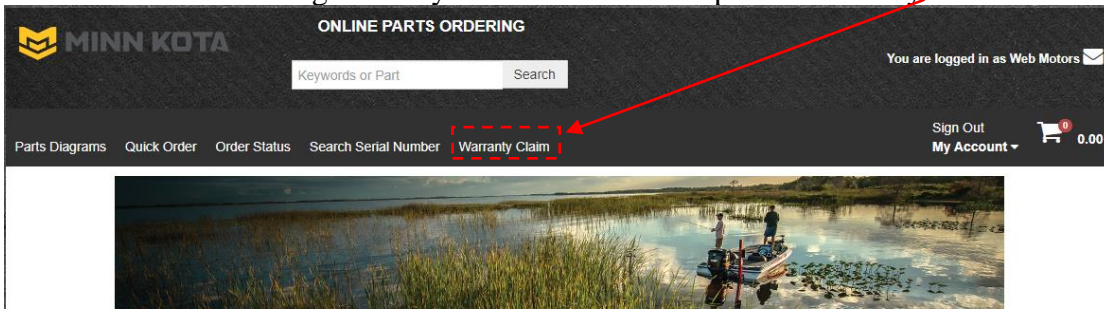 ONLINE PARTS ORDERING
MINN KOTA
Keywords or Part Search
You are logged in as Web Motors
Sign Out
Parts Diagrams Quick Order Order Status Search Serial Number Warranty Claim
My Account
0
0.00